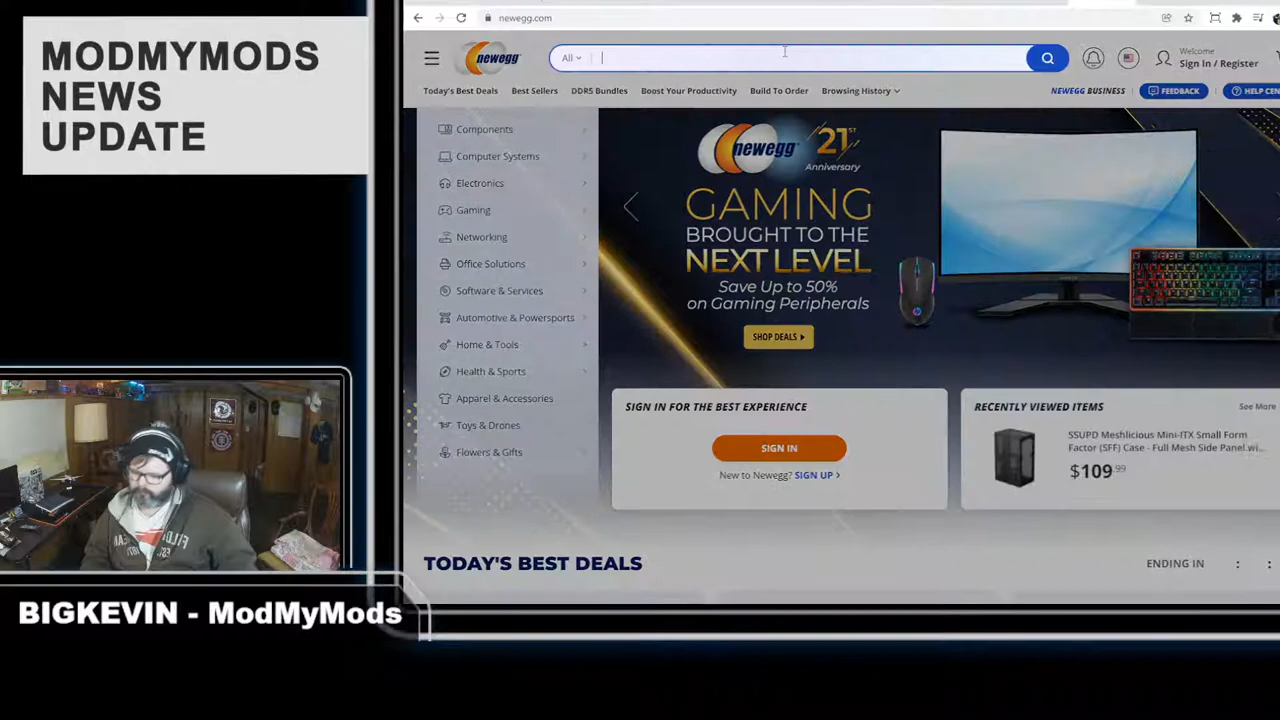 MODMYMODS
NEWS
UPDATE
newegg.com
newegg
All
Welcome
Sign In / Register
Today's Best Deals
Best Sellers
DDR5 Bundles
Boost Your Productivity
Build To Order
Browsing History
NEWEGG BUSINESS
FEEDBACK
HELP CEN
Components
Computer Systems
Electronics
Gaming
Networking
Office Solutions
Software & Services
Automotive & Powersports
Home & Tools
Health & Sports
Apparel & Accessories
Toys & Drones
Flowers & Gifts
newegg 21ST
Anniversary
GAMING
BROUGHT TO THE
NEXT LEVEL
Save Up to 50%
on Gaming Peripherals
SHOP DEALS
SIGN IN FOR THE BEST EXPERIENCE
SIGN IN
New to Newegg? SIGN UP
RECENTLY VIEWED ITEMS
See More
SSUPD Meshlicious Mini-ITX Small Form
Factor (SFF) Case - Full Mesh Side Panel.wi...
$109.99
TODAY'S BEST DEALS
ENDING IN : :
BIGKEVIN - ModMyMods